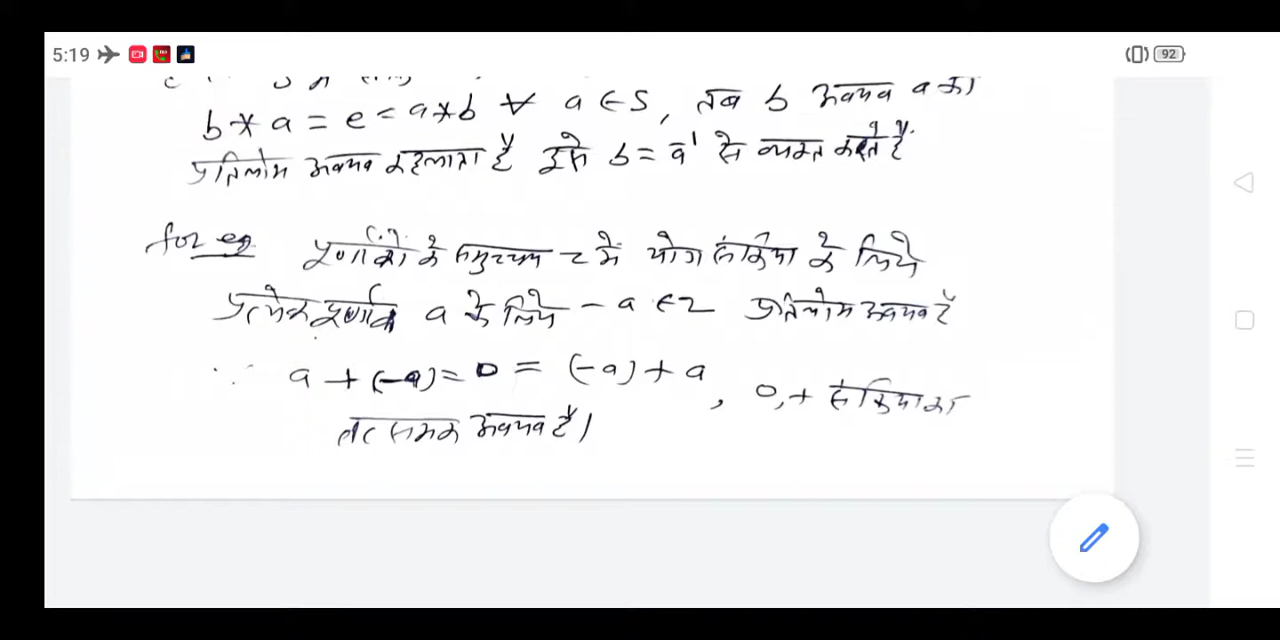 5:19
92
b * a = e = a * b ∀ a ∈ S, तब b अवयव a का
प्रतिलोम अवयव कहलाता है इसे b = a⁻¹ से व्यक्त करते है
for eg. पूर्णांकों के समुच्चय Z में योग संक्रिया के लिये
प्रत्येक पूर्णांक a के लिये -a ∈ Z प्रतिलोम अवयव है
∵ a + (-a) = 0 = (-a) + a, 0, + संक्रिया का
तत्समक अवयव है।